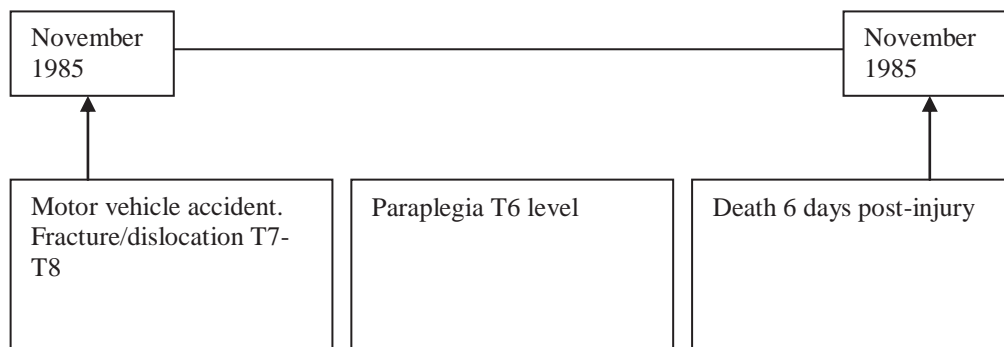 November
1985
November
1985
Motor vehicle accident.
Fracture/dislocation T7-
T8
Paraplegia T6 level
Death 6 days post-injury